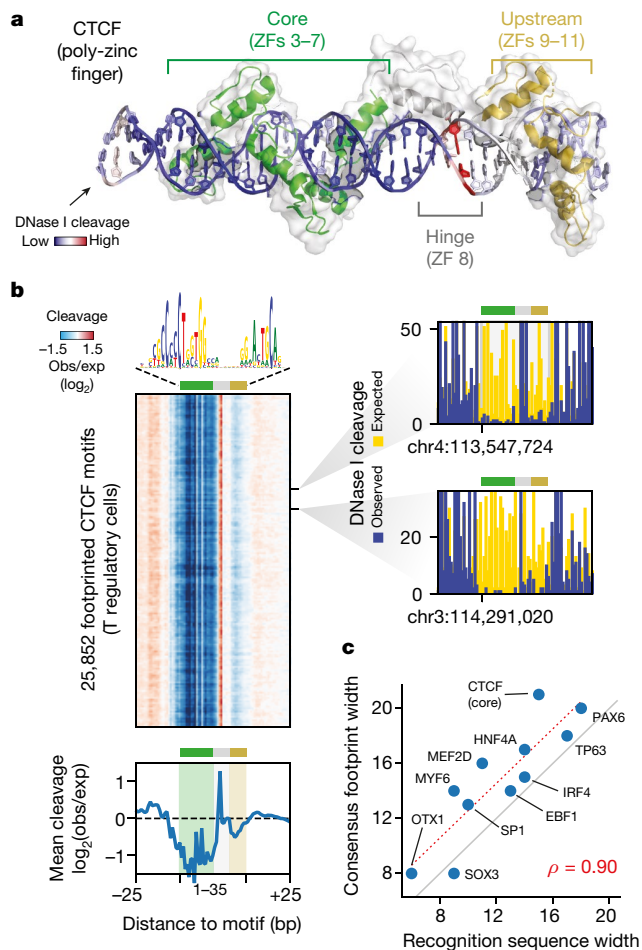 a
CTCF
(poly-zinc
finger)
Core
(ZFs 3–7)
Upstream
(ZFs 9–11)
DNase I cleavage
Low High
Hinge
(ZF 8)
b
Cleavage
−1.5 1.5
Obs/exp
(log2)
25,852 footprinted CTCF motifs
(T regulatory cells)
DNase I cleavage
Observed Expected
50
0
chr4:113,547,724
20
0
chr3:114,291,020
Mean cleavage
log2(obs/exp)
1
0
−1
−25 1–35 +25
Distance to motif (bp)
c
Consensus footprint width
20
16
12
8
CTCF
(core)
PAX6
HNF4A
TP63
MEF2D
MYF6
IRF4
EBF1
OTX1
SP1
SOX3
ρ = 0.90
8 12 16 20
Recognition sequence width